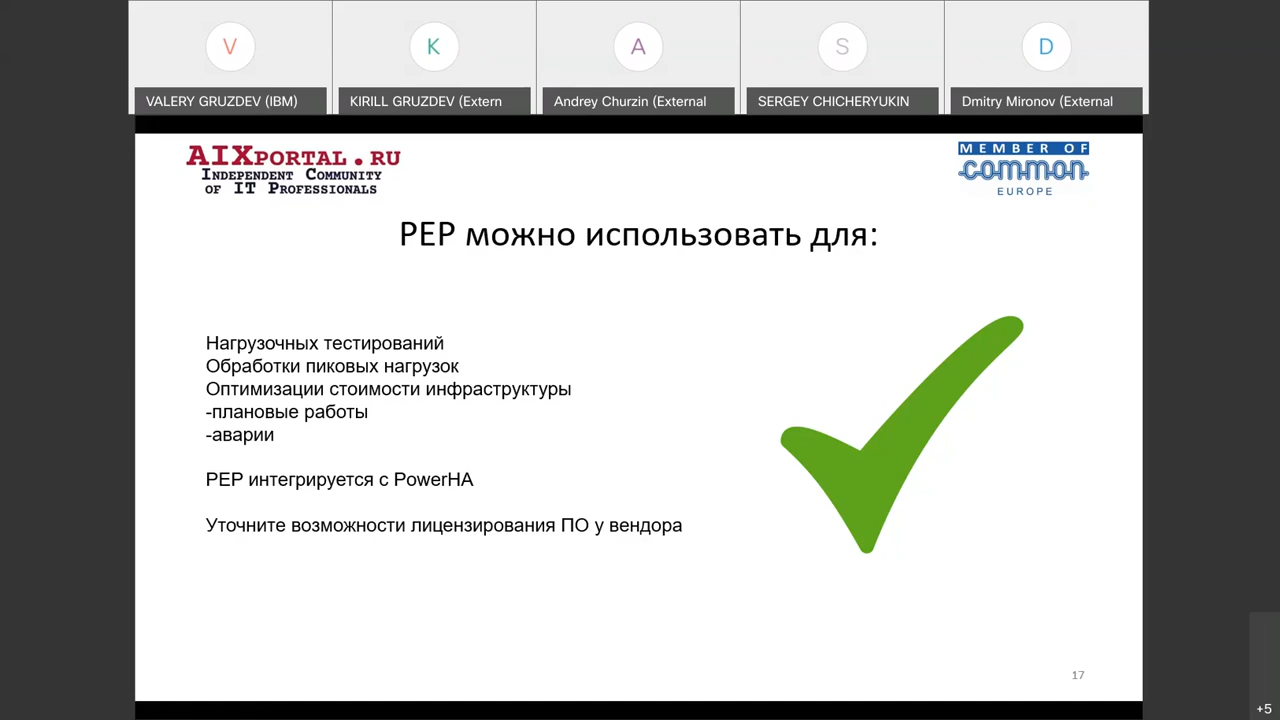 V
K
A
S
D
VALERY GRUZDEV (IBM)
KIRILL GRUZDEV (Extern
Andrey Churzin (External
SERGEY CHICHERYUKIN
Dmitry Mironov (External
AIXPORTAL.RU
INDEPENDENT COMMUNITY
OF IT PROFESSIONALS
MEMBER OF
common
EUROPE
PEP можно использовать для:
Нагрузочных тестирований
Обработки пиковых нагрузок
Оптимизации стоимости инфраструктуры
-плановые работы
-аварии
PEP интегрируется с PowerHA
Уточните возможности лицензирования ПО у вендора
17
+5